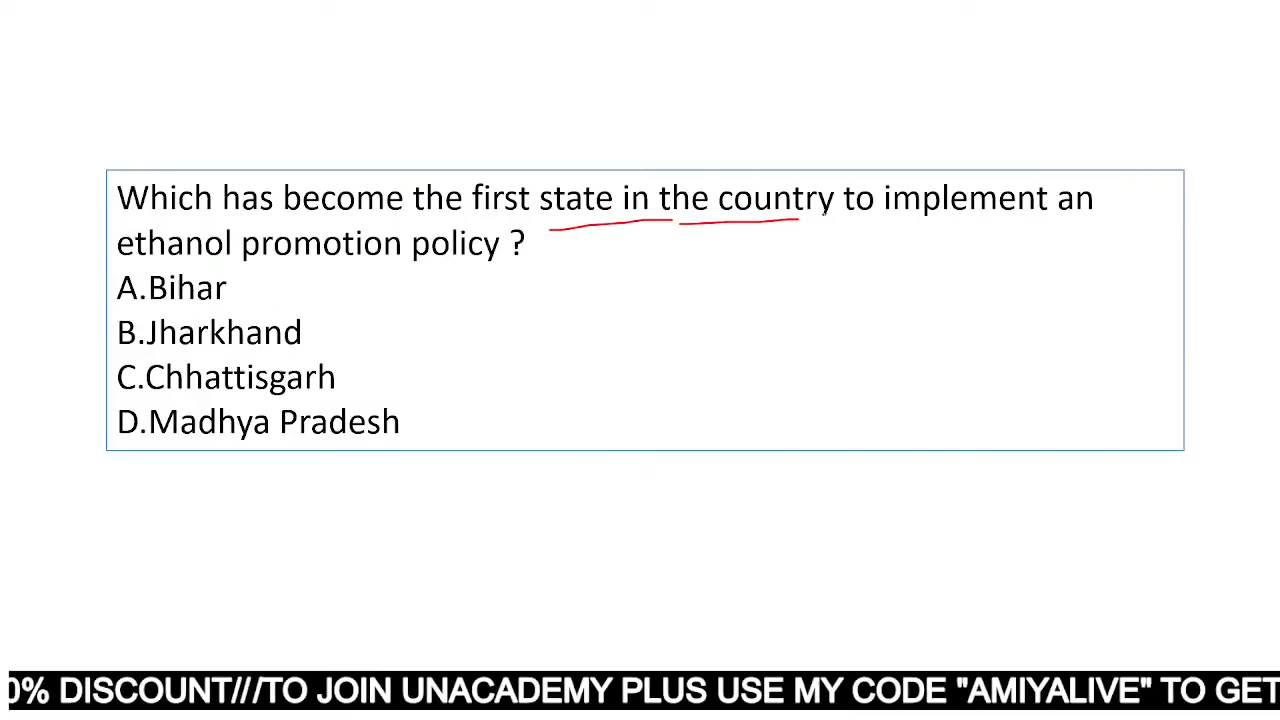 Which has become the first state in the country to implement an
ethanol promotion policy ?
A.Bihar
B.Jharkhand
C.Chhattisgarh
D.Madhya Pradesh
0% DISCOUNT///TO JOIN UNACADEMY PLUS USE MY CODE "AMIYALIVE" TO GET